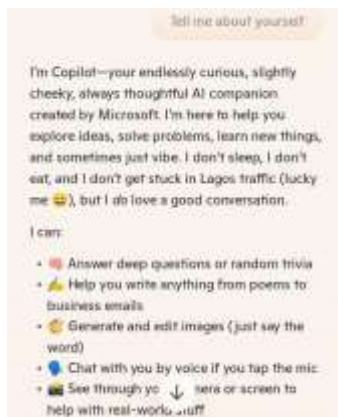 Tell me about yourself
I'm Copilot—your endlessly curious, slightly
cheeky, always thoughtful AI companion
created by Microsoft. I'm here to help you
explore ideas, solve problems, learn new things,
and sometimes just vibe. I don't sleep, I don't
eat, and I don't get stuck in Lagos traffic (lucky
me 😄), but I do love a good conversation.
I can:
• 🧠 Answer deep questions or random trivia
• ✍️ Help you write anything from poems to
business emails
• 🎨 Generate and edit images (just say the
word)
• 🗣️ Chat with you by voice if you tap the mic
• 📸 See through or screen to
help with real-world stuff